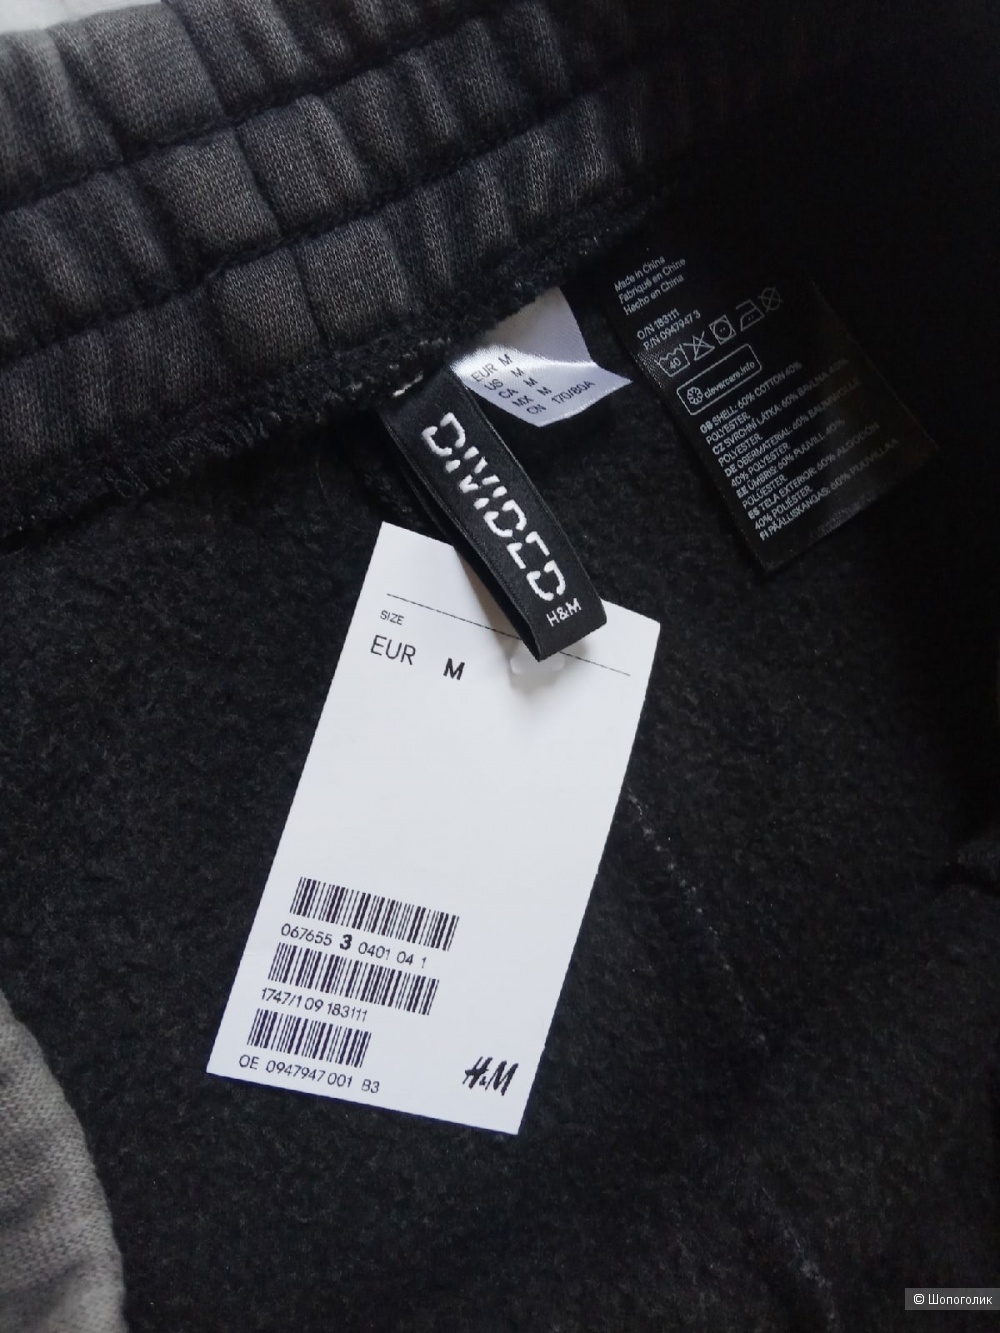 Made in China
Fabriqué en Chine
Hecho en China
O/N 183111
P/N 0947947 3
40
clevercare.info
GB SHELL: 60% COTTON 40%
POLYESTER.
CZ SVRCHNÍ LÁTKA: 60% BAVLNA, 40%
POLYESTER.
DE OBERMATERIAL: 60% BAUMWOLLE
40% POLYESTER
EE ÜMBRIS: 60% PUUVILL 40%
POLÜESTER
ES TELA EXTERIOR: 60% ALGODÓN
40% POLIÉSTER
FI PÄÄLLISKANGAS: 60% PUUVILLAA
EUR M
US M
CA M
MX M
CN 170/80A
DIVIDED
H&M
SIZE
EUR M
067655 3 0401 04 1
1747/1 09 183111
OE 0947947 001 B3
H&M
© Шопоголик